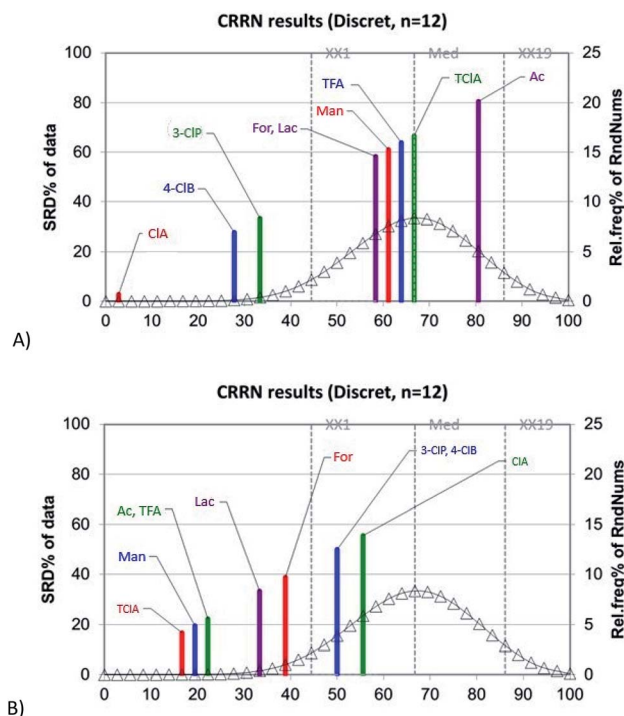 CRRN results (Discret, n=12)
XX1 Med XX19
100 25
80 20
60 15
40 10
20 5
0 0
SRD% of data
Rel.freq% of RndNums
ClA
4-ClB
3-ClP
For, Lac
Man
TFA
TClA
Ac
0 10 20 30 40 50 60 70 80 90 100
A)
CRRN results (Discret, n=12)
XX1 Med XX19
100 25
80 20
60 15
40 10
20 5
0 0
SRD% of data
Rel.freq% of RndNums
TClA
Man
Ac, TFA
Lac
For
3-ClP, 4-ClB
ClA
0 10 20 30 40 50 60 70 80 90 100
B)